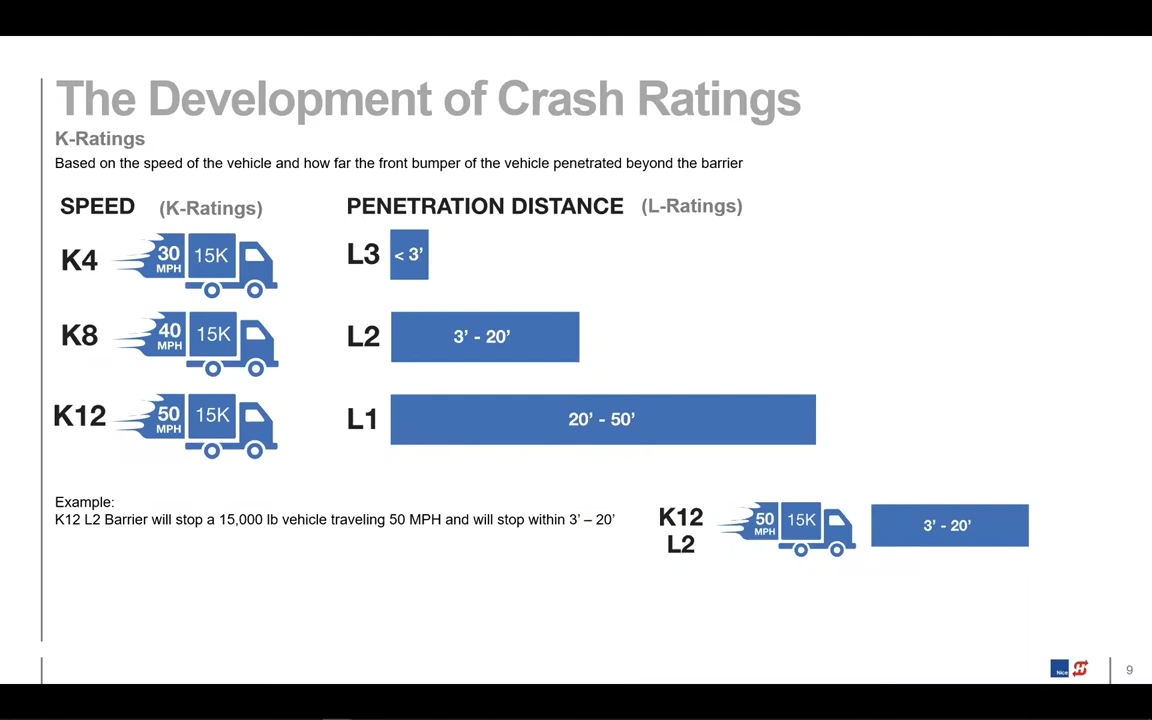 The Development of Crash Ratings
K-Ratings
Based on the speed of the vehicle and how far the front bumper of the vehicle penetrated beyond the barrier
SPEED (K-Ratings)
PENETRATION DISTANCE (L-Ratings)
K4 30 MPH 15K
L3 < 3’
K8 40 MPH 15K
L2 3’ - 20’
K12 50 MPH 15K
L1 20’ - 50’
Example:
K12 L2 Barrier will stop a 15,000 lb vehicle traveling 50 MPH and will stop within 3’ – 20’
K12
L2
50 MPH 15K
3’ - 20’
Nice H
9